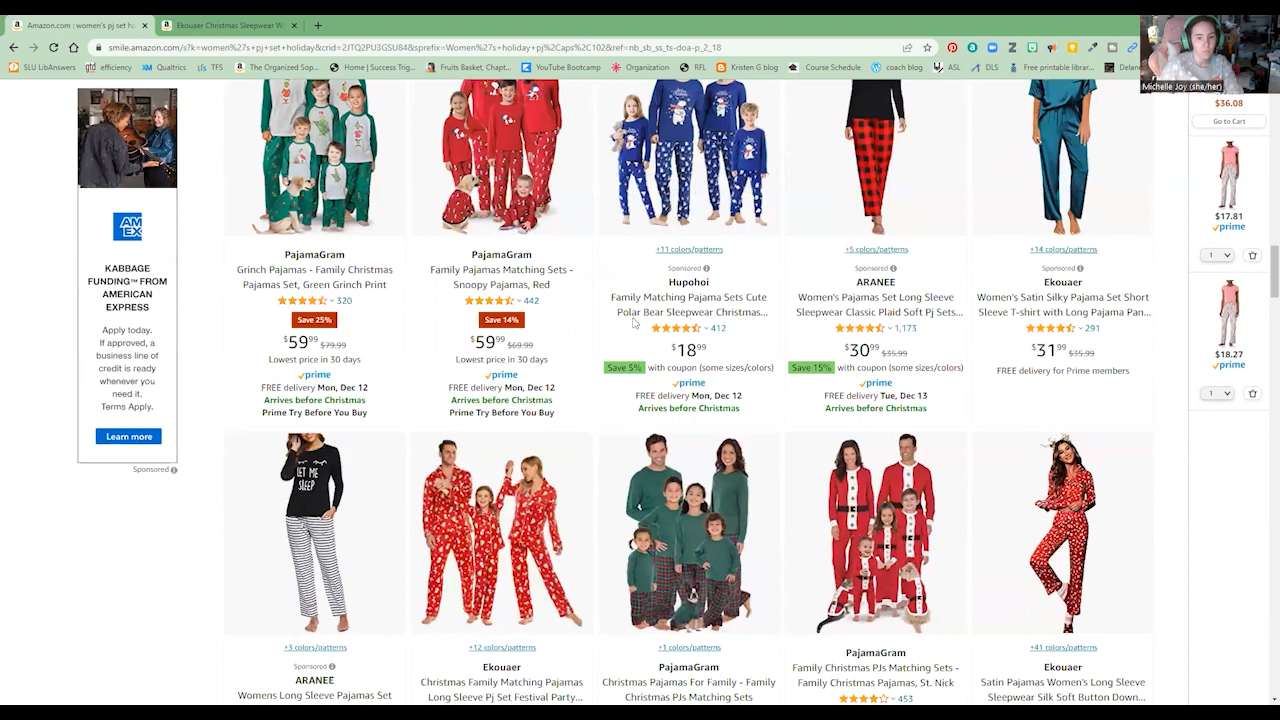 Amazon.com : women's pj set ho
Ekouaer Christmas Sleepwear W
smile.amazon.com/s?k=women%27s+pj+set+holiday&crid=2JTQ2PU3GSU84&sprefix=Women%27s+holiday+pj%2Caps%2C102&ref=nb_sb_ss_ts-doa-p_2_18
SLU LibAnswers
gtd efficiency
XM Qualtrics
TFS
The Organized Sop...
Home | Success Trig...
Fruits Basket, Chapt...
YouTube Bootcamp
Organization
RFL
Kristen G blog
Course Schedule
coach blog
ASL
DLS
Free printable librar...
Delane
Michelle Joy (she/her)
$36.08
Go to Cart
$17.81
prime
1
$18.27
prime
1
AM
EX
KABBAGE
FUNDING™ FROM
AMERICAN
EXPRESS
Apply today.
If approved, a
business line of
credit is ready
whenever you
need it.
Terms Apply.
Learn more
Sponsored
PajamaGram
Grinch Pajamas - Family Christmas
Pajamas Set, Green Grinch Print
320
Save 25%
$59⁹⁹ $79.99
Lowest price in 30 days
prime
FREE delivery Mon, Dec 12
Arrives before Christmas
Prime Try Before You Buy
PajamaGram
Family Pajamas Matching Sets -
Snoopy Pajamas, Red
442
Save 14%
$59⁹⁹ $69.99
Lowest price in 30 days
prime
FREE delivery Mon, Dec 12
Arrives before Christmas
Prime Try Before You Buy
+11 colors/patterns
Sponsored
Hupohoi
Family Matching Pajama Sets Cute
Polar Bear Sleepwear Christmas...
412
$18⁹⁹
Save 5% with coupon (some sizes/colors)
prime
FREE delivery Mon, Dec 12
Arrives before Christmas
+5 colors/patterns
Sponsored
ARANEE
Women's Pajamas Set Long Sleeve
Sleepwear Classic Plaid Soft Pj Sets...
1,173
$30⁹⁹ $35.99
Save 15% with coupon (some sizes/colors)
prime
FREE delivery Tue, Dec 13
Arrives before Christmas
+14 colors/patterns
Sponsored
Ekouaer
Women's Satin Silky Pajama Set Short
Sleeve T-shirt with Long Pajama Pan...
291
$31⁹⁹ $35.99
FREE delivery for Prime members
LET ME
SLEEP
+3 colors/patterns
Sponsored
ARANEE
Womens Long Sleeve Pajamas Set
+12 colors/patterns
Ekouaer
Christmas Family Matching Pajamas
Long Sleeve Pj Set Festival Party...
+1 colors/patterns
PajamaGram
Christmas Pajamas For Family - Family
Christmas PJs Matching Sets
PajamaGram
Family Christmas PJs Matching Sets -
Family Christmas Pajamas, St. Nick
453
+41 colors/patterns
Ekouaer
Satin Pajamas Women's Long Sleeve
Sleepwear Silk Soft Button Down...